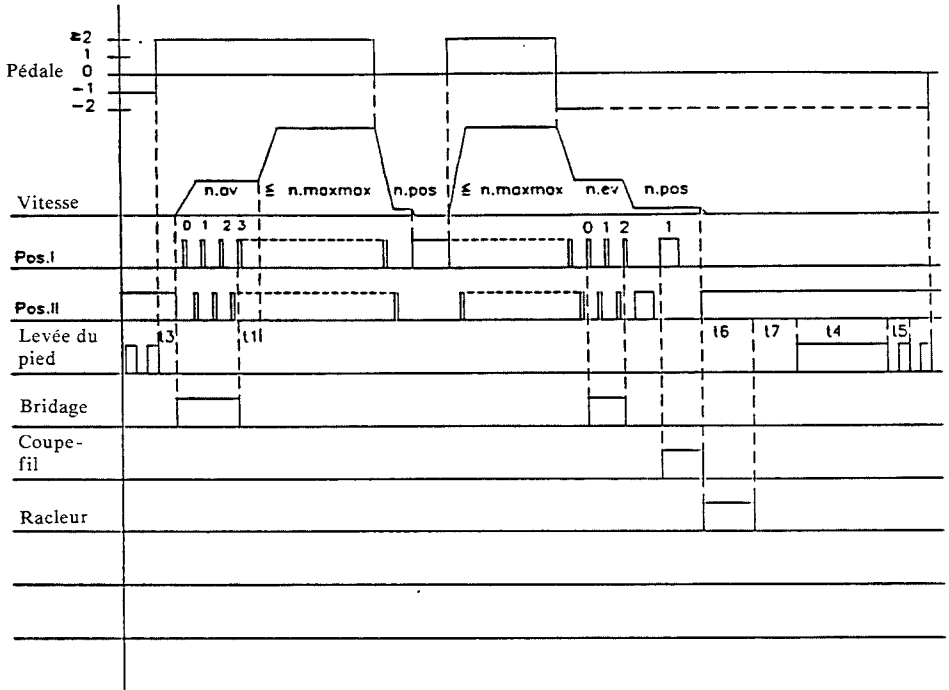 ≥2
1
Pédale 0
-1
-2
n.av ≤ n.maxmax n.pos ≤ n.maxmax n.ev n.pos
Vitesse
0 1 2 3 0 1 2 1
Pos.I
Pos.II
Levée du pied
t3 t1 t6 t7 t4 t5
Bridage
Coupe-
fil
Racleur